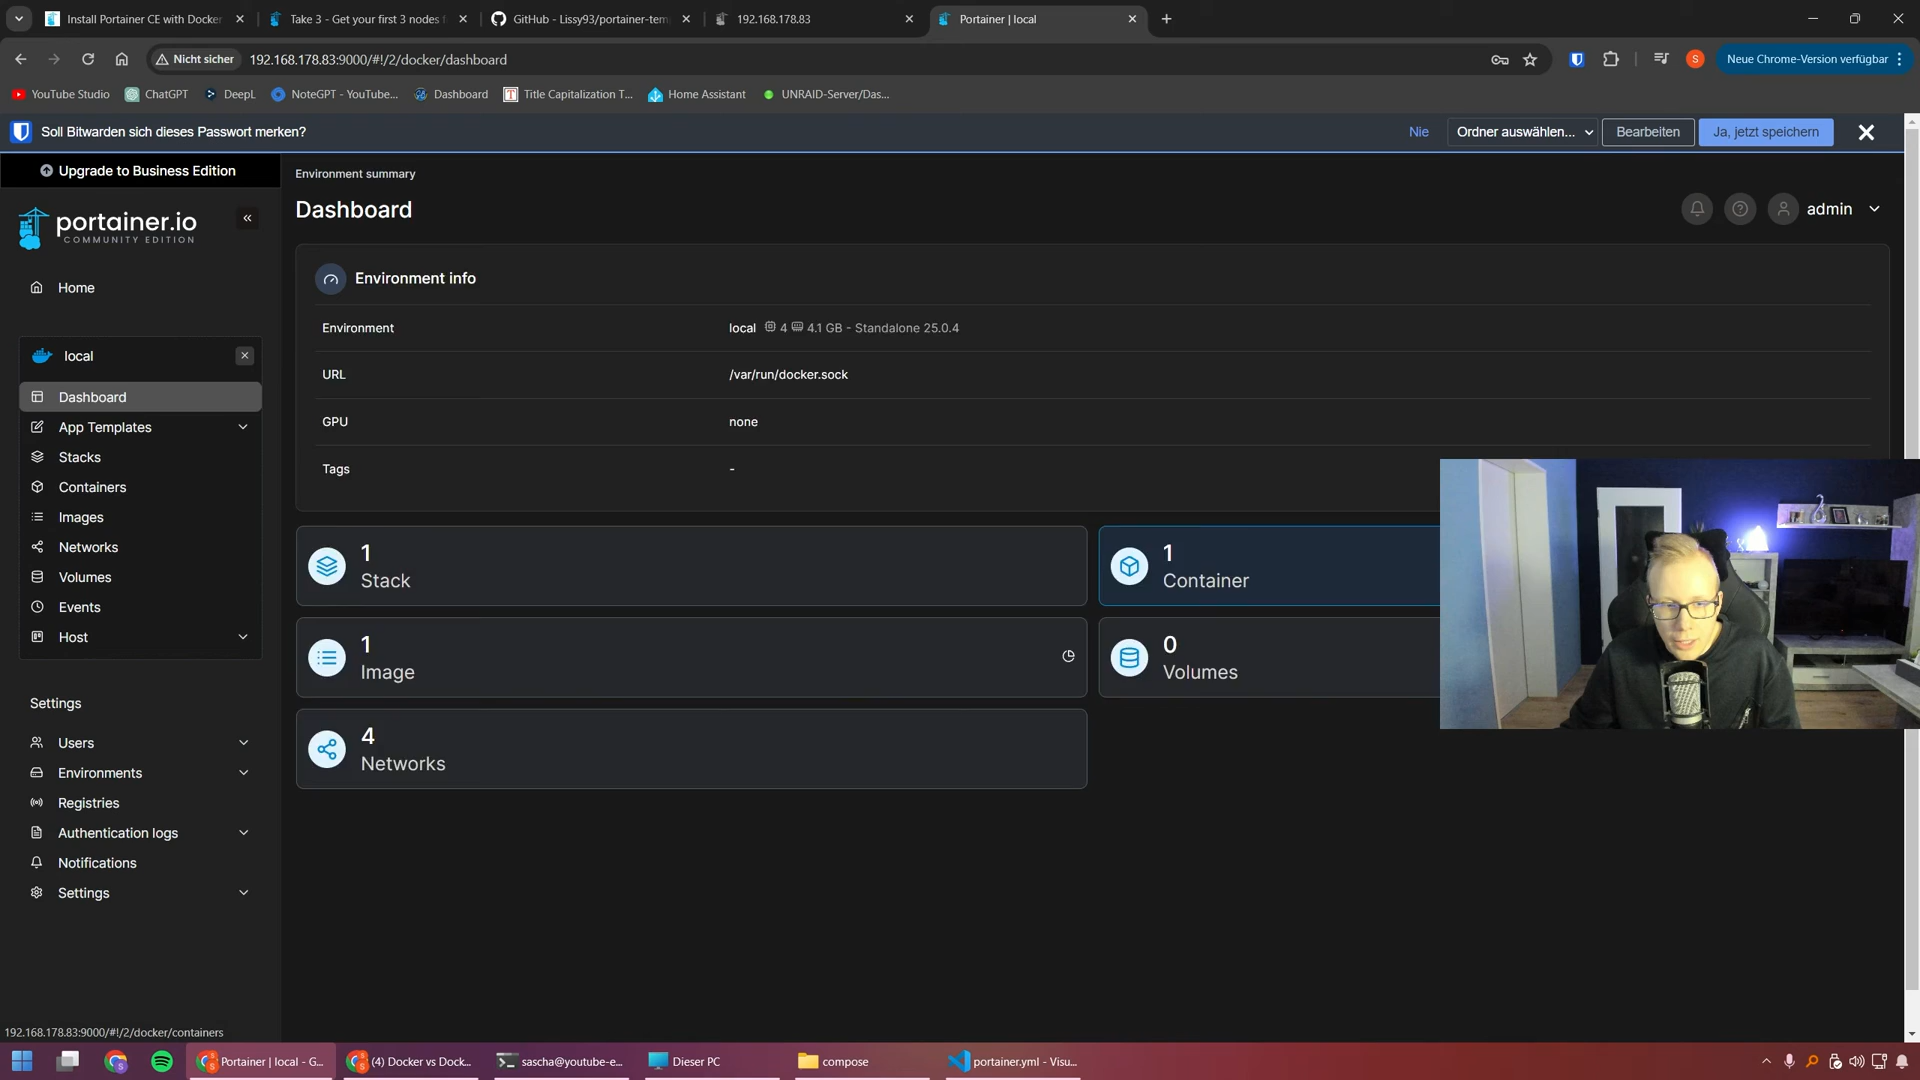 Install Portainer CE with Docker
Take 3 - Get your first 3 nodes f
GitHub - Lissy93/portainer-tem
192.168.178.83
Portainer | local
Nicht sicher
192.168.178.83:9000/#!/2/docker/dashboard
S
Neue Chrome-Version verfügbar
YouTube Studio
ChatGPT
DeepL
NoteGPT - YouTube...
Dashboard
T
Title Capitalization T...
Home Assistant
UNRAID-Server/Das...
Soll Bitwarden sich dieses Passwort merken?
Nie
Ordner auswählen...
Bearbeiten
Ja, jetzt speichern
Upgrade to Business Edition
portainer.io
COMMUNITY EDITION
Home
local
Dashboard
App Templates
Stacks
Containers
Images
Networks
Volumes
Events
Host
Settings
Users
Environments
Registries
Authentication logs
Notifications
Settings
Environment summary
Dashboard
admin
Environment info
Environment
local 4 4.1 GB - Standalone 25.0.4
URL
/var/run/docker.sock
GPU
none
Tags
-
1
Stack
1
Container
1
Image
0
Volumes
4
Networks
192.168.178.83:9000/#!/2/docker/containers
Portainer | local - G...
(4) Docker vs Dock...
sascha@youtube-e...
Dieser PC
compose
portainer.yml - Visu...